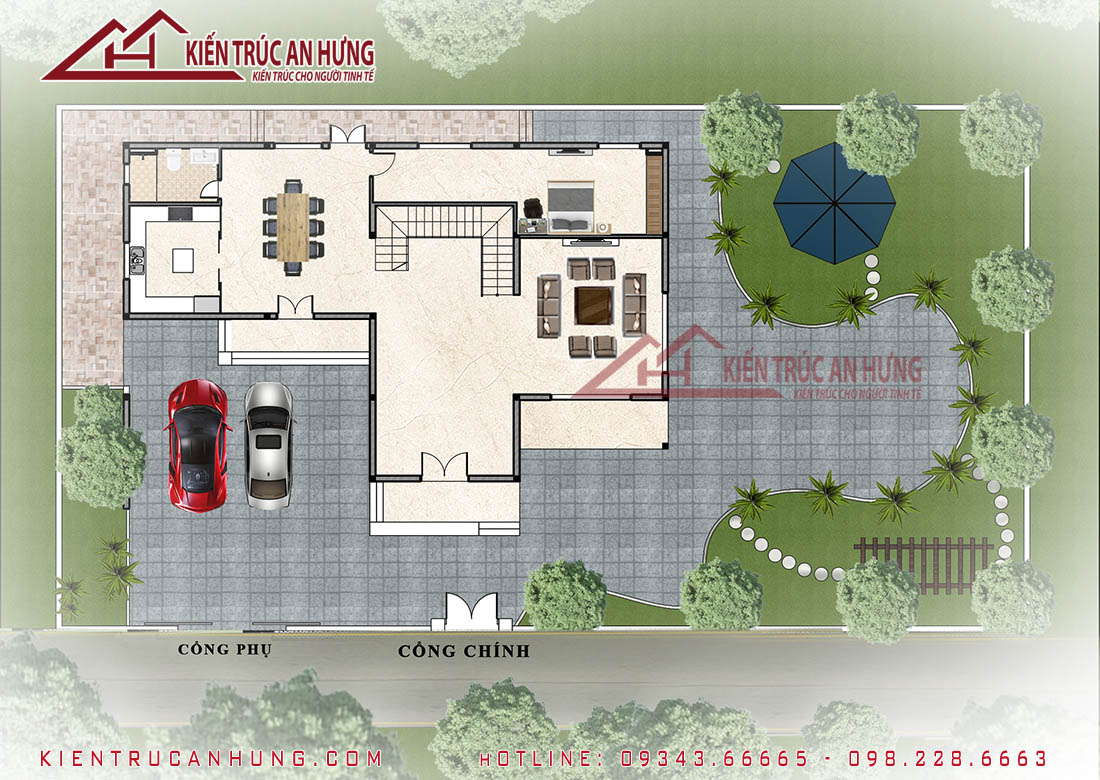 KIẾN TRÚC AN HƯNG
KIẾN TRÚC CHO NGƯỜI TINH TẾ
KIẾN TRÚC AN HƯNG
KIẾN TRÚC CHO NGƯỜI TINH TẾ
CỔNG PHỤ
CỔNG CHÍNH
KIENTRUCANHUNG.COM
HOTLINE: 09343.66665 - 098.228.6663